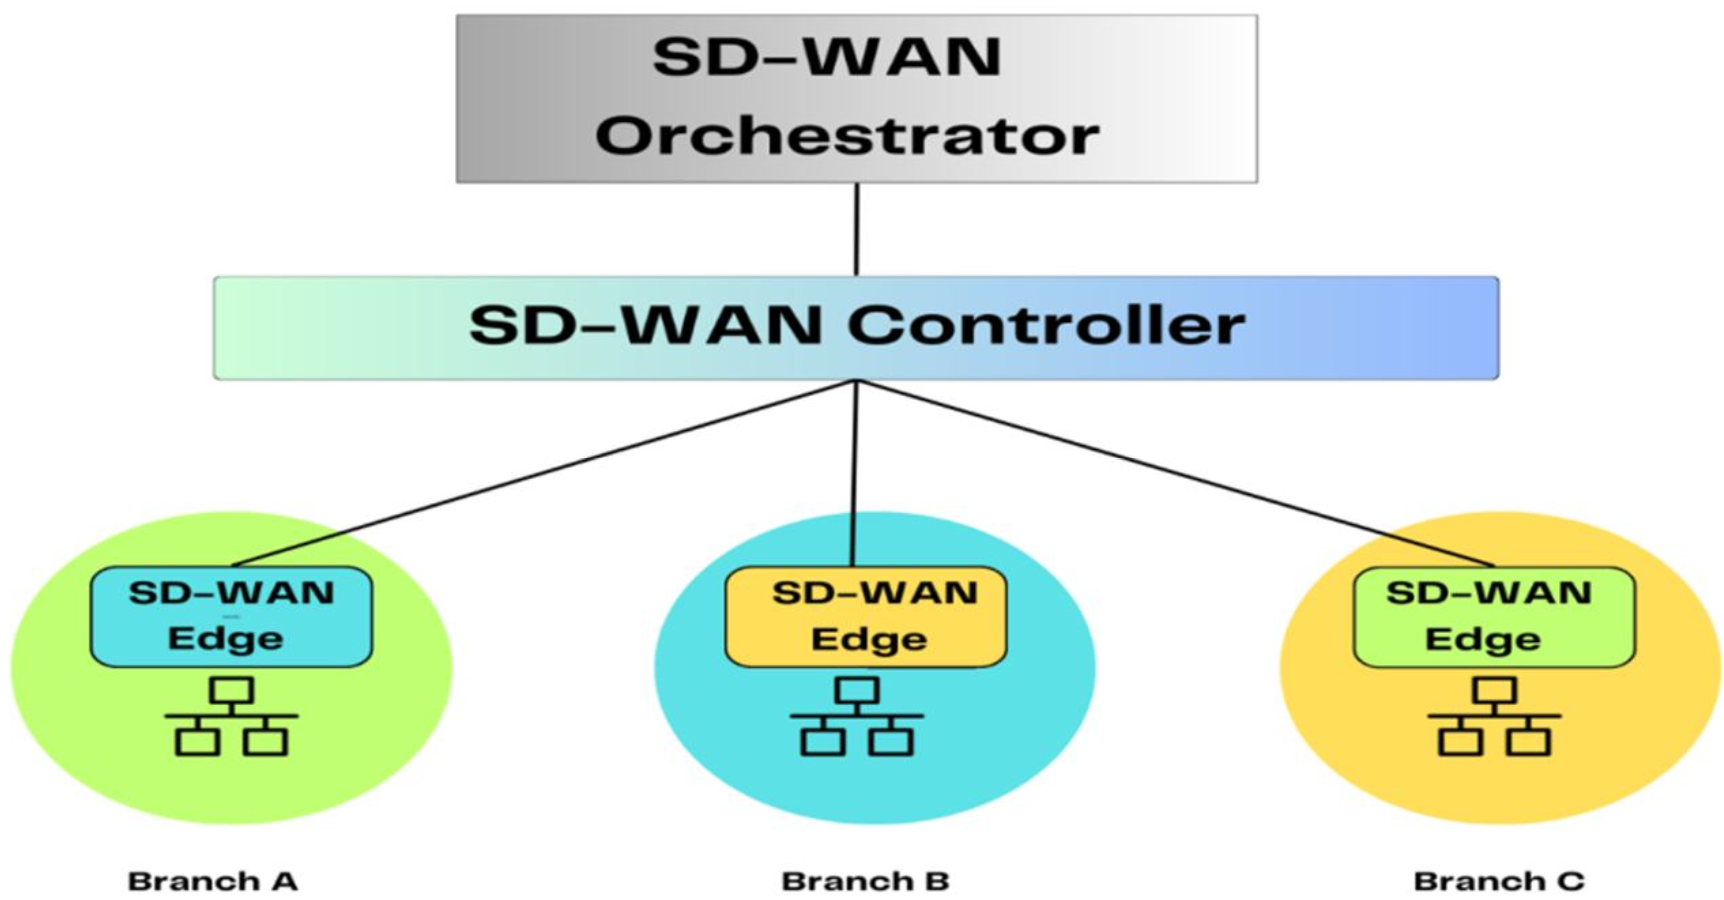 SD–WAN
Orchestrator
SD–WAN Controller
SD–WAN
Edge
SD–WAN
Edge
SD–WAN
Edge
Branch A
Branch B
Branch C